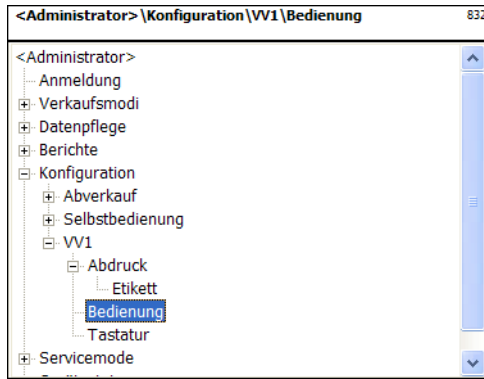 <Administrator>\Konfiguration\VV1\Bedienung 832
<Administrator>
Anmeldung
Verkaufsmodi
Datenpflege
Berichte
Konfiguration
Abverkauf
Selbstbedienung
VV1
Abdruck
Etikett
Bedienung
Tastatur
Servicemode